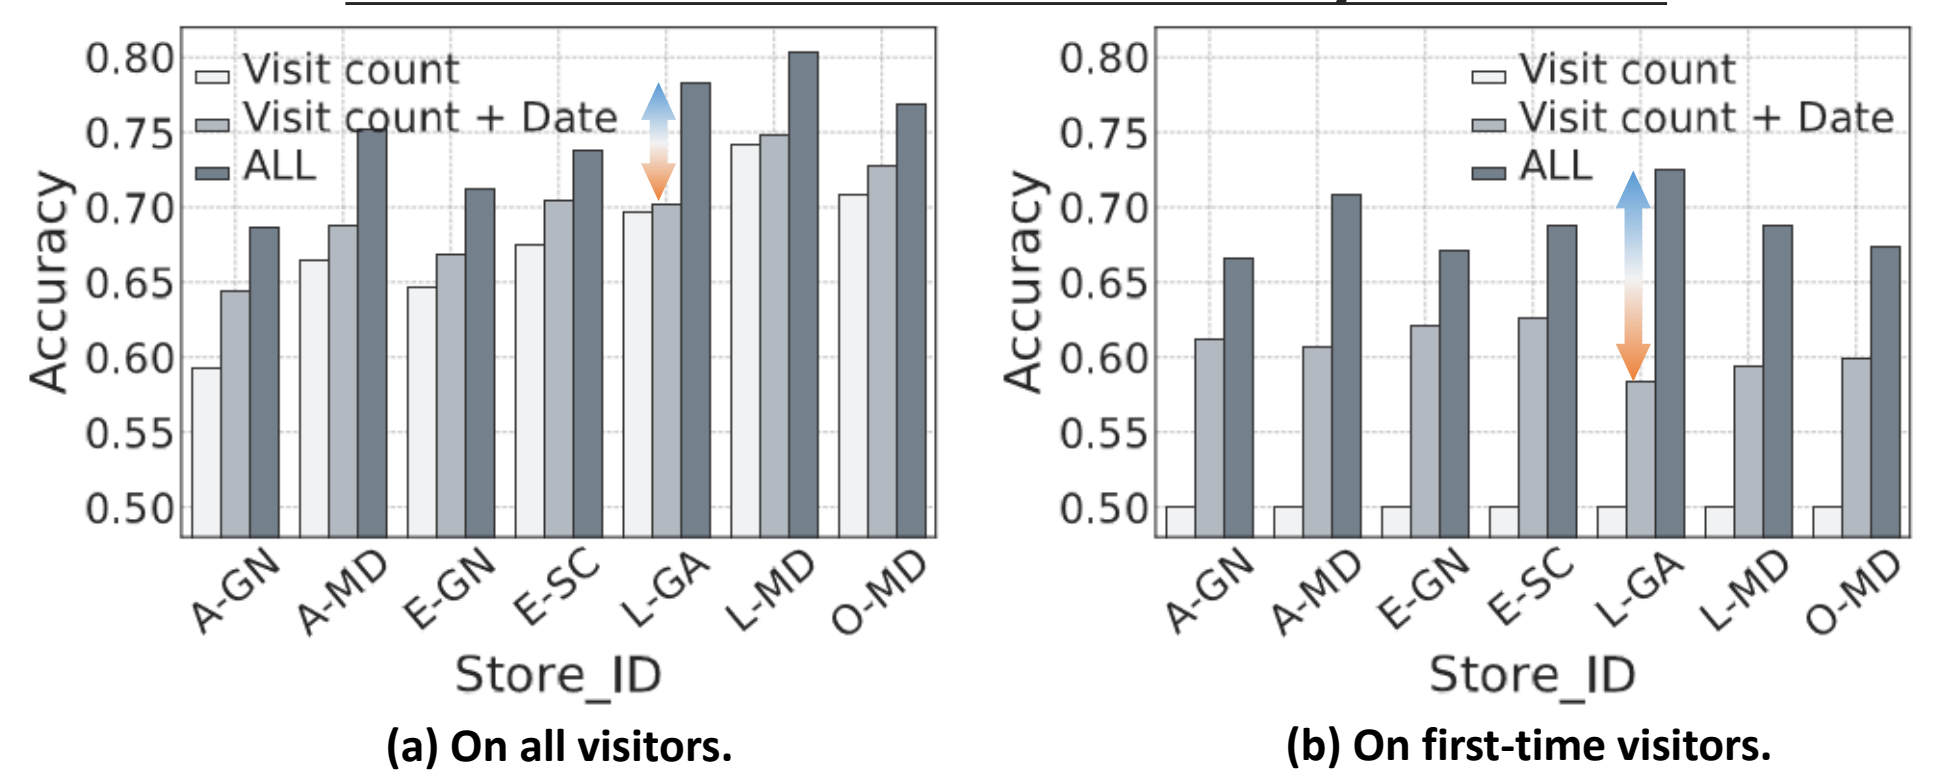 0.80
0.75
0.70
0.65
0.60
0.55
0.50
Accuracy
Visit count
Visit count + Date
ALL
A-GN
A-MD
E-GN
E-SC
L-GA
L-MD
O-MD
Store_ID
(a) On all visitors.
0.80
0.75
0.70
0.65
0.60
0.55
0.50
Accuracy
Visit count
Visit count + Date
ALL
A-GN
A-MD
E-GN
E-SC
L-GA
L-MD
O-MD
Store_ID
(b) On first-time visitors.